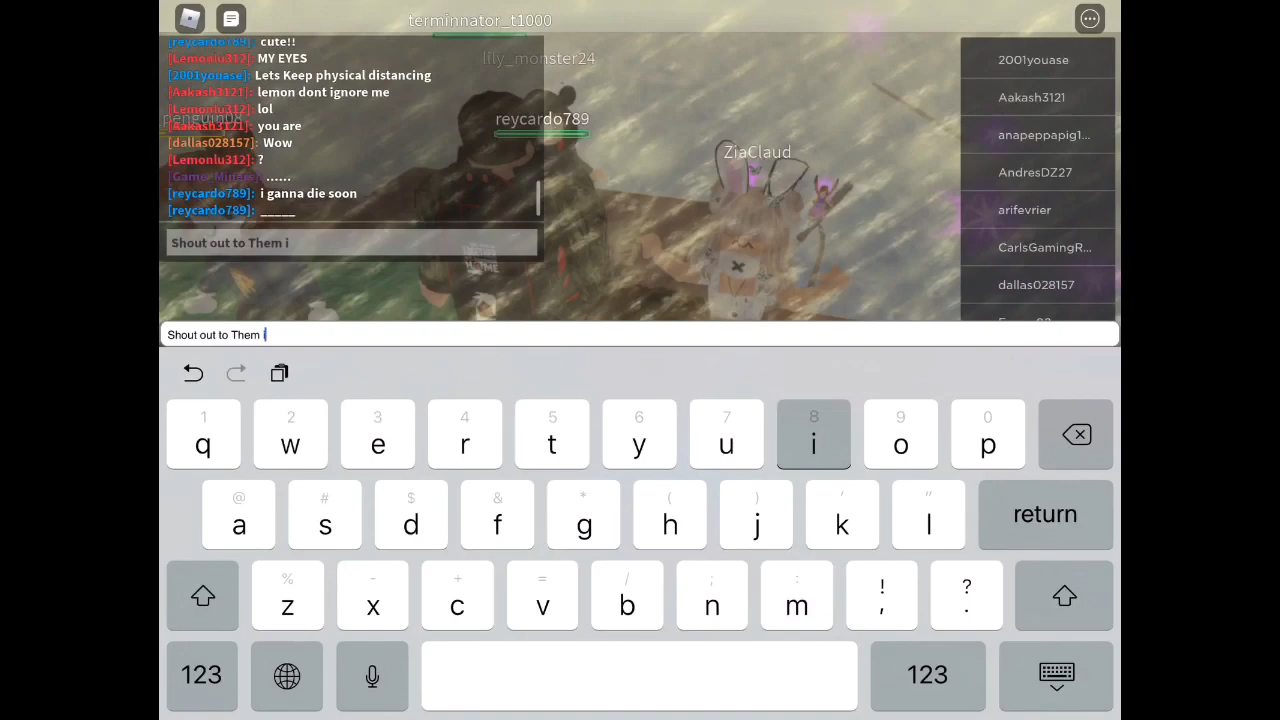 terminnator_t1000
[reycardo789]: cute!!
lily_monster24
[Lemonlu312]: MY EYES
[2001youase]: Lets Keep physical distancing
[Aakash3121]: lemon dont ignore me
[Lemonlu312]: lol
penguin08
reycardo789
[Aakash3121]: you are
[dallas028157]: Wow
[Lemonlu312]: ?
[Game_Miners]: ......
[reycardo789]: i ganna die soon
[reycardo789]: _____
Shout out to Them i
ZiaClaud
2001youase
Aakash3121
anapeppapig1...
AndresDZ27
arifevrier
CarlsGamingR...
dallas028157
Shout out to Them i
1 2 3 4 5 6 7 8 9 0
q w e r t y u i o p
@ # $ & * ( ) ' "
a s d f g h j k l return
% - + = / ; : ! ?
z x c v b n m , .
123 123